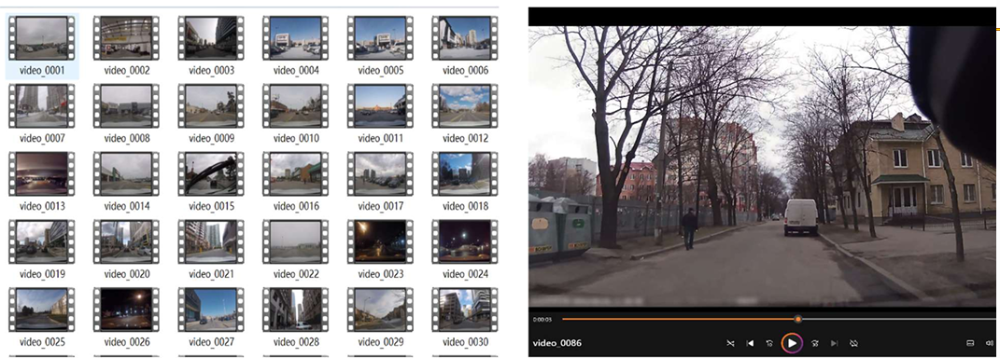 video_0001 video_0002 video_0003 video_0004 video_0005 video_0006
video_0007 video_0008 video_0009 video_0010 video_0011 video_0012
video_0013 video_0014 video_0015 video_0016 video_0017 video_0018
video_0019 video_0020 video_0021 video_0022 video_0023 video_0024
video_0025 video_0026 video_0027 video_0028 video_0029 video_0030
0:00:03
video_0086